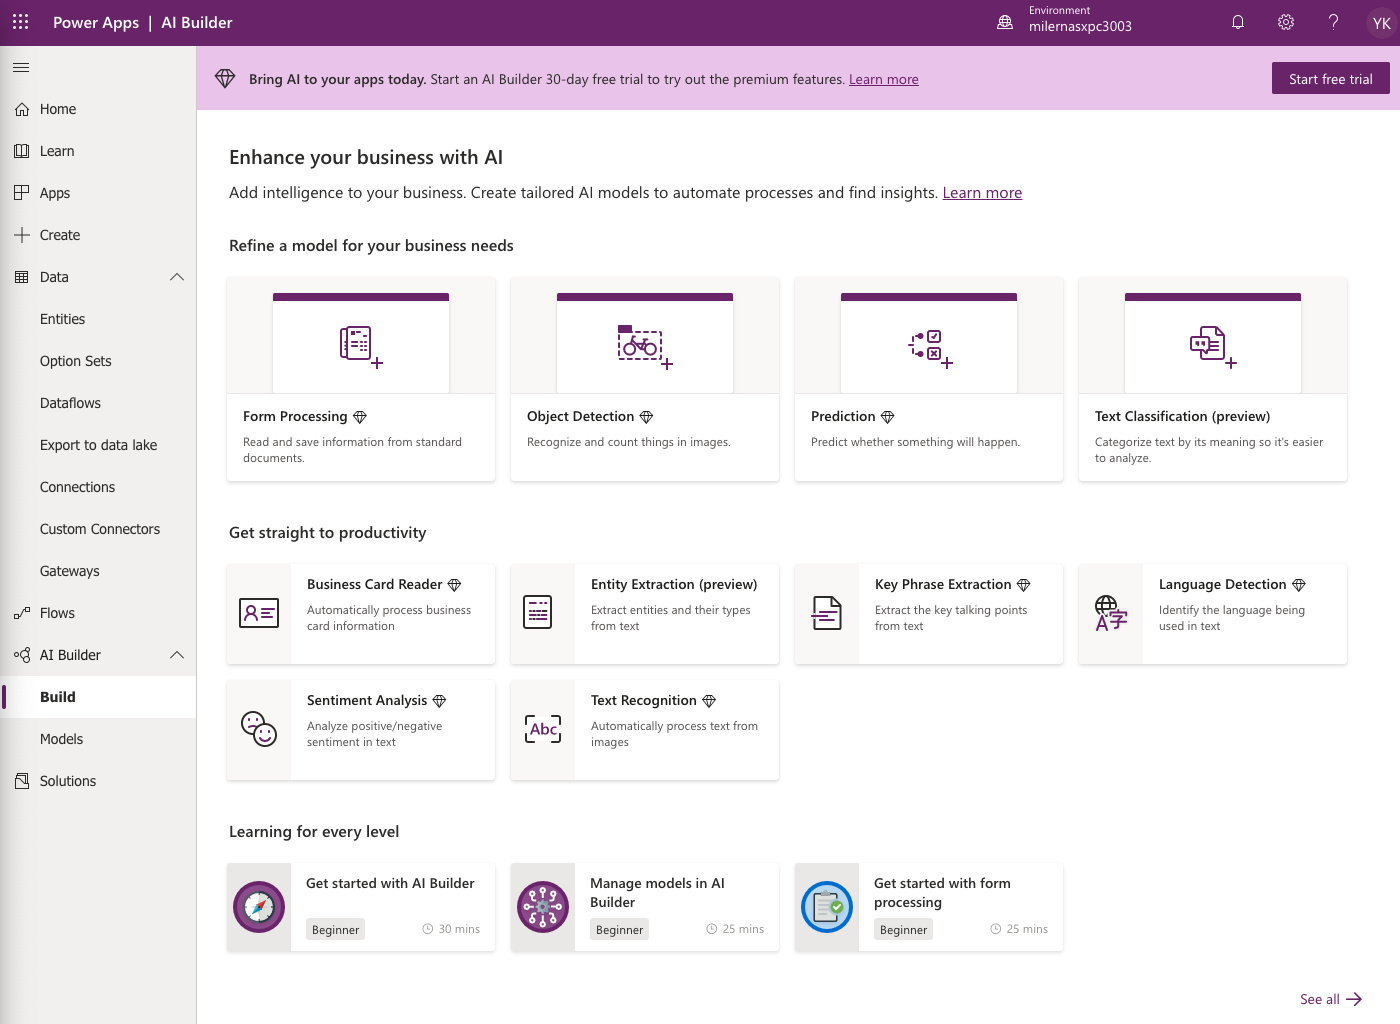 Power Apps | AI Builder
Environment
milernasxpc3003
YK
Bring AI to your apps today. Start an AI Builder 30-day free trial to try out the premium features. Learn more
Start free trial
Home
Learn
Apps
Create
Data
Entities
Option Sets
Dataflows
Export to data lake
Connections
Custom Connectors
Gateways
Flows
AI Builder
Build
Models
Solutions
Enhance your business with AI
Add intelligence to your business. Create tailored AI models to automate processes and find insights. Learn more
Refine a model for your business needs
Form Processing
Read and save information from standard
documents.
Object Detection
Recognize and count things in images.
Prediction
Predict whether something will happen.
Text Classification (preview)
Categorize text by its meaning so it's easier
to analyze.
Get straight to productivity
Business Card Reader
Automatically process business
card information
Entity Extraction (preview)
Extract entities and their types
from text
Key Phrase Extraction
Extract the key talking points
from text
A字
Language Detection
Identify the language being
used in text
Sentiment Analysis
Analyze positive/negative
sentiment in text
Abc
Text Recognition
Automatically process text from
images
Learning for every level
Get started with AI Builder
Beginner
30 mins
Manage models in AI
Builder
Beginner
25 mins
Get started with form
processing
Beginner
25 mins
See all